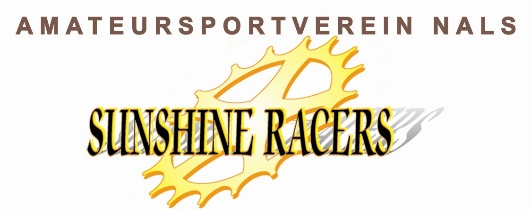 AMATEURSPORTVEREIN NALS
SUNSHINE RACERS